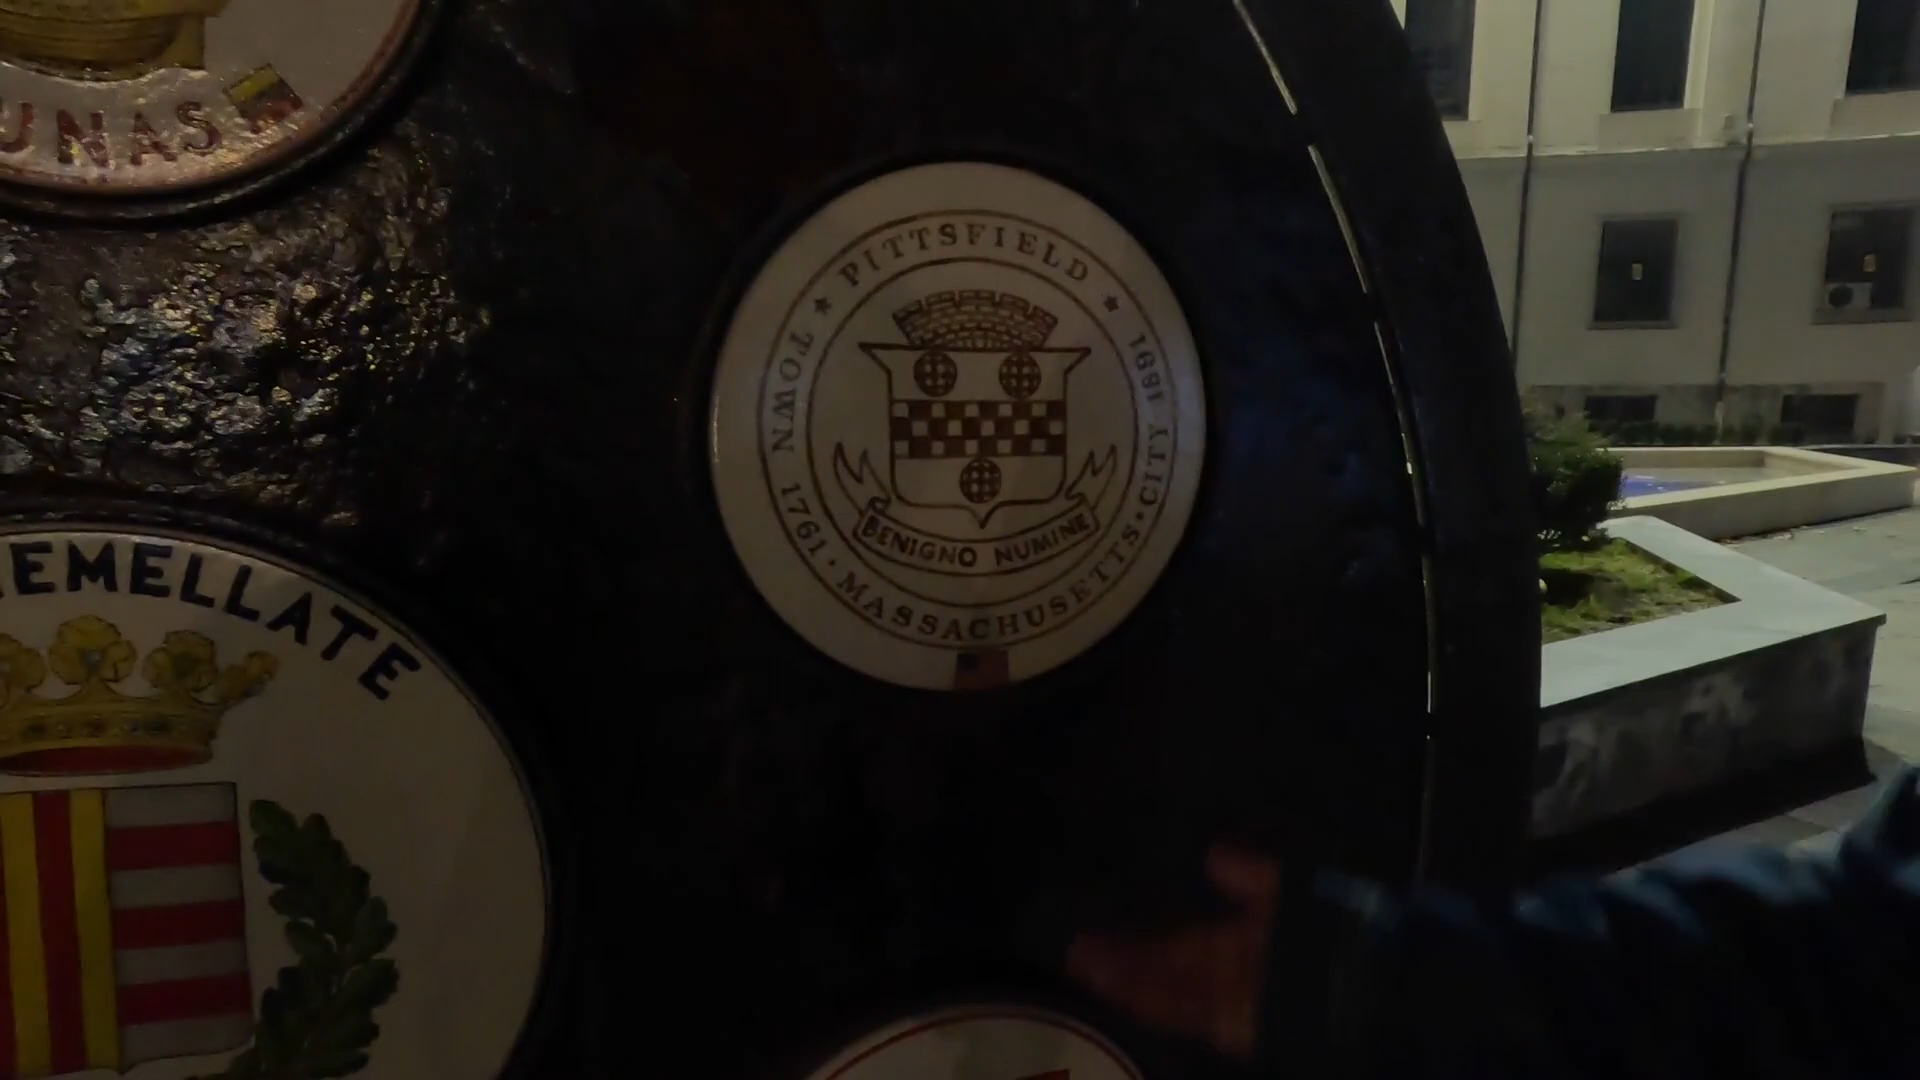 UNAS
PITTSFIELD
TOWN 1761 · MASSACHUSETTS · CITY 1891
BENIGNO NUMINE
EMELLATE